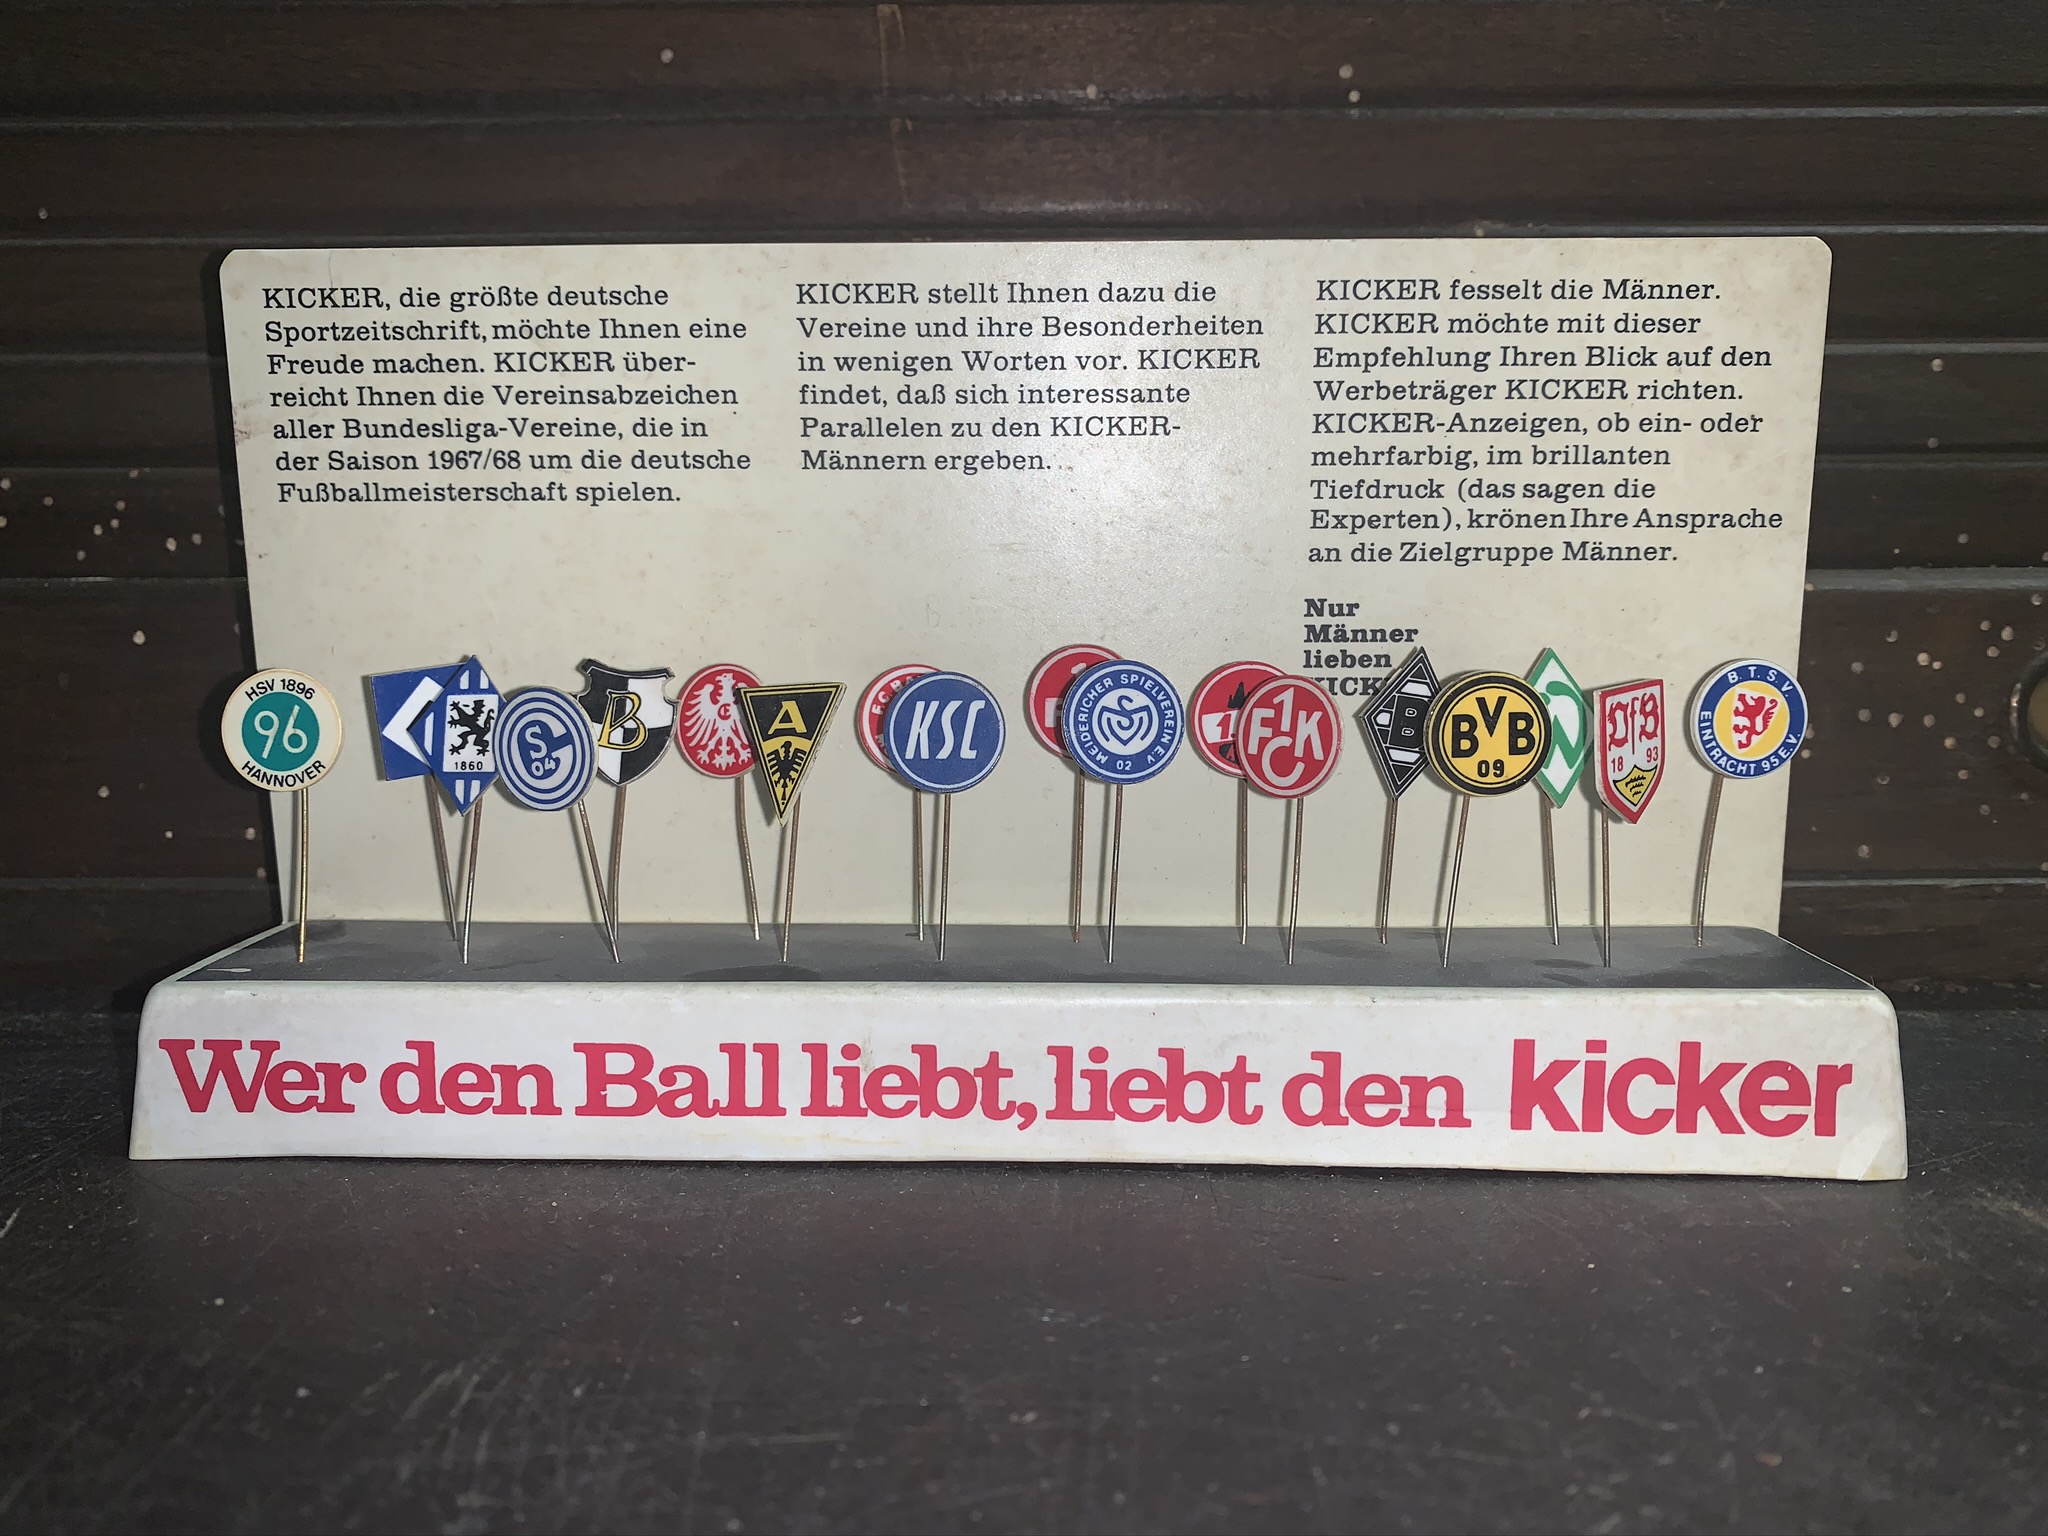 KICKER, die größte deutsche
Sportzeitschrift, möchte Ihnen eine
Freude machen. KICKER über-
reicht Ihnen die Vereinsabzeichen
aller Bundesliga-Vereine, die in
der Saison 1967/68 um die deutsche
Fußballmeisterschaft spielen.
KICKER stellt Ihnen dazu die
Vereine und ihre Besonderheiten
in wenigen Worten vor. KICKER
findet, daß sich interessante
Parallelen zu den KICKER-
Männern ergeben.
KICKER fesselt die Männer.
KICKER möchte mit dieser
Empfehlung Ihren Blick auf den
Werbeträger KICKER richten.
KICKER-Anzeigen, ob ein- oder
mehrfarbig, im brillanten
Tiefdruck (das sagen die
Experten), krönen Ihre Ansprache
an die Zielgruppe Männer.
Nur
Männer
lieben
HSV 1896
96
HANNOVER
1860
S
04
B
A
F.C.
KSC
1
MEIDERICHER SPIELVEREIN E.V.
MSV
02
1.
1
F K
C
B
BVB
09
W
VfB
18 93
B.T.S.V.
EINTRACHT 95 E.V.
Wer den Ball liebt, liebt den kicker